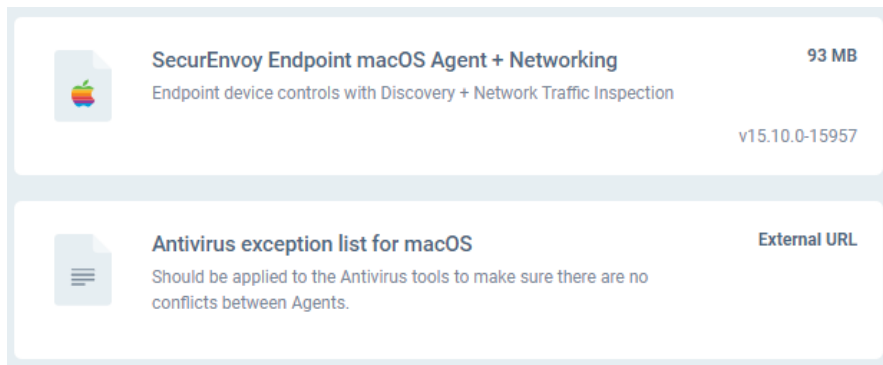 SecurEnvoy Endpoint macOS Agent + Networking
93 MB
Endpoint device controls with Discovery + Network Traffic Inspection
v15.10.0-15957
Antivirus exception list for macOS
External URL
Should be applied to the Antivirus tools to make sure there are no
conflicts between Agents.